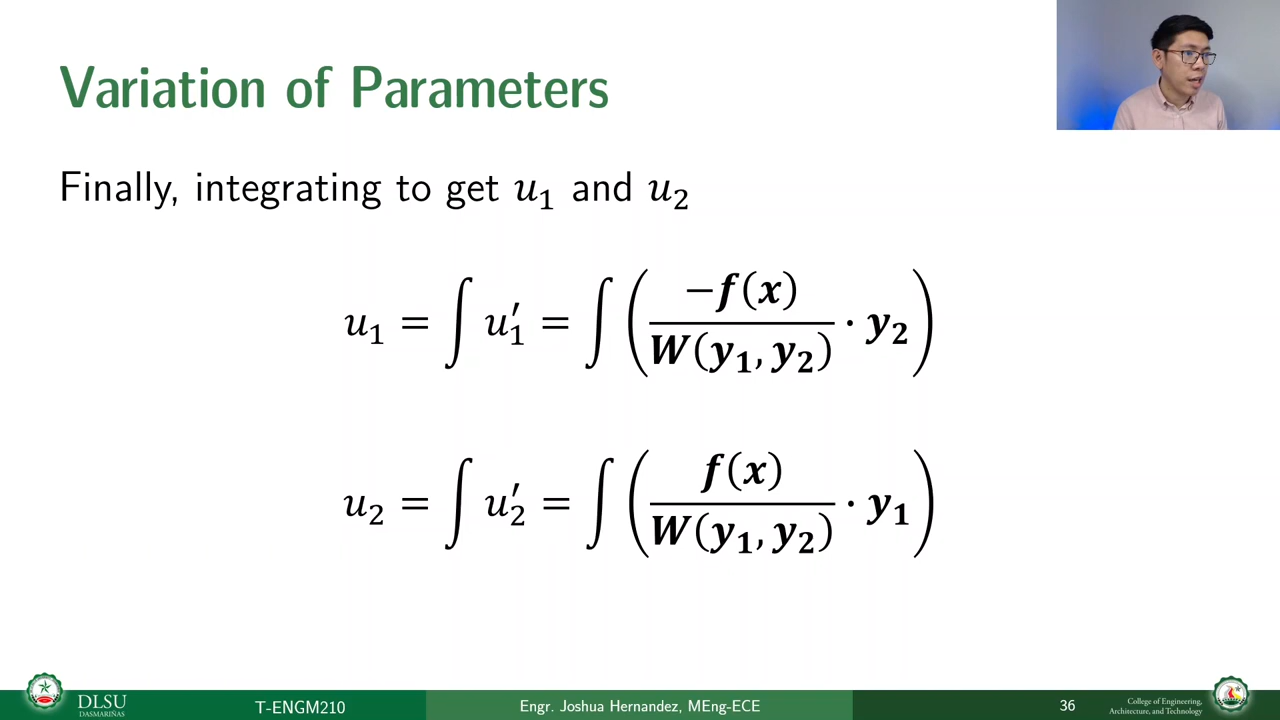 Variation of Parameters
Finally, integrating to get u₁ and u₂
u₁ = ∫ u₁′ = ∫ ( −f(x) / W(y₁, y₂) · y₂ )
u₂ = ∫ u₂′ = ∫ ( f(x) / W(y₁, y₂) · y₁ )
DLSU
DASMARIÑAS
T-ENGM210
Engr. Joshua Hernandez, MEng-ECE
36
College of Engineering,
Architecture, and Technology